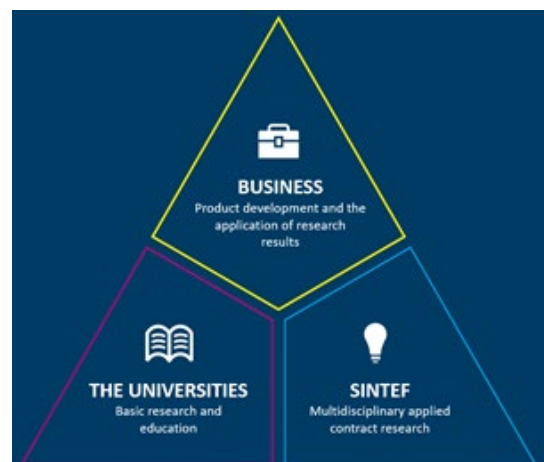 BUSINESS
Product development and the
application of research
results
THE UNIVERSITIES
Basic research and
education
SINTEF
Multidisciplinary applied
contract research